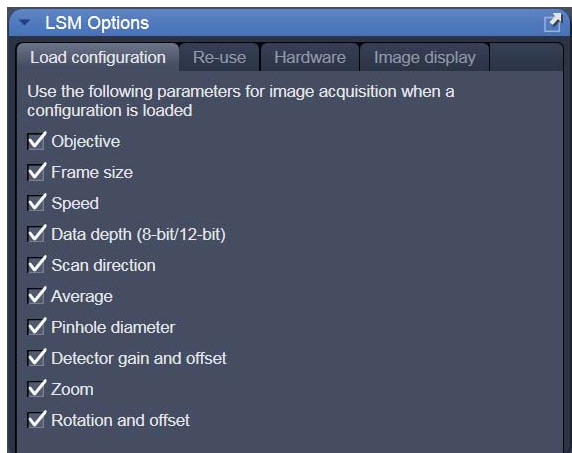 LSM Options
Load configuration Re-use Hardware Image display
Use the following parameters for image acquisition when a
configuration is loaded
Objective
Frame size
Speed
Data depth (8-bit/12-bit)
Scan direction
Average
Pinhole diameter
Detector gain and offset
Zoom
Rotation and offset